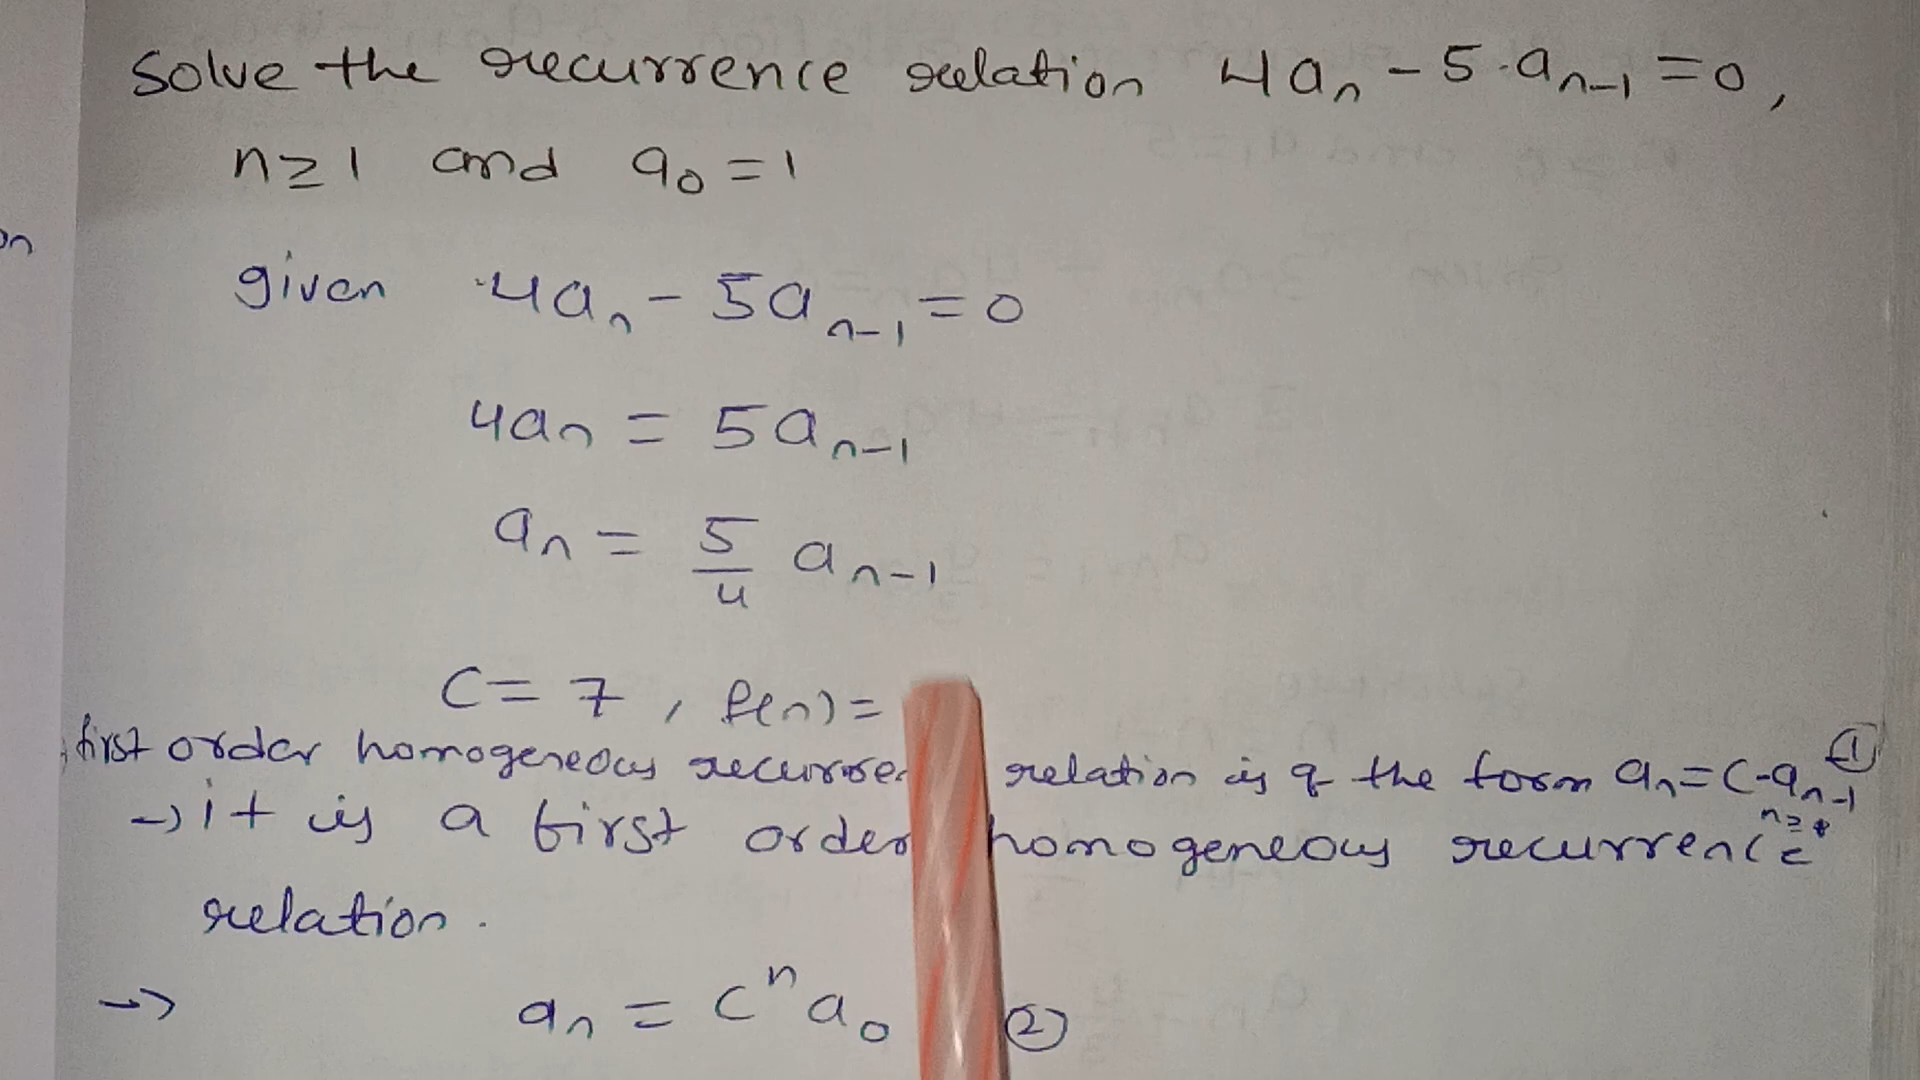 Solve the recurrence relation 4aₙ - 5·aₙ₋₁ = 0,
n ≥ 1 and a₀ = 1
on
given 4aₙ - 5aₙ₋₁ = 0
4aₙ = 5aₙ₋₁
aₙ = 5/4 aₙ₋₁
C = 7, f(n) =
first order homogeneous relation is of the form aₙ = C-aₙ₋₁ ①
n ≥
→ it is a first order homogeneous recurrence
relation.
→ aₙ = cⁿ a₀ ②